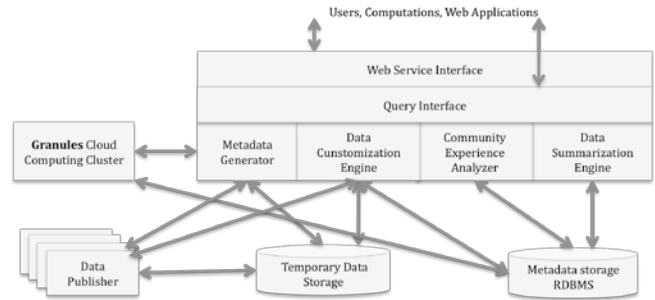 Users, Computations, Web Applications
Web Service Interface
Query Interface
Granules Cloud
Computing Cluster
Metadata
Generator
Data
Cunstomization
Engine
Community
Experience
Analyzer
Data
Summarization
Engine
Data
Publisher
Temporary Data
Storage
Metadata storage
RDBMS